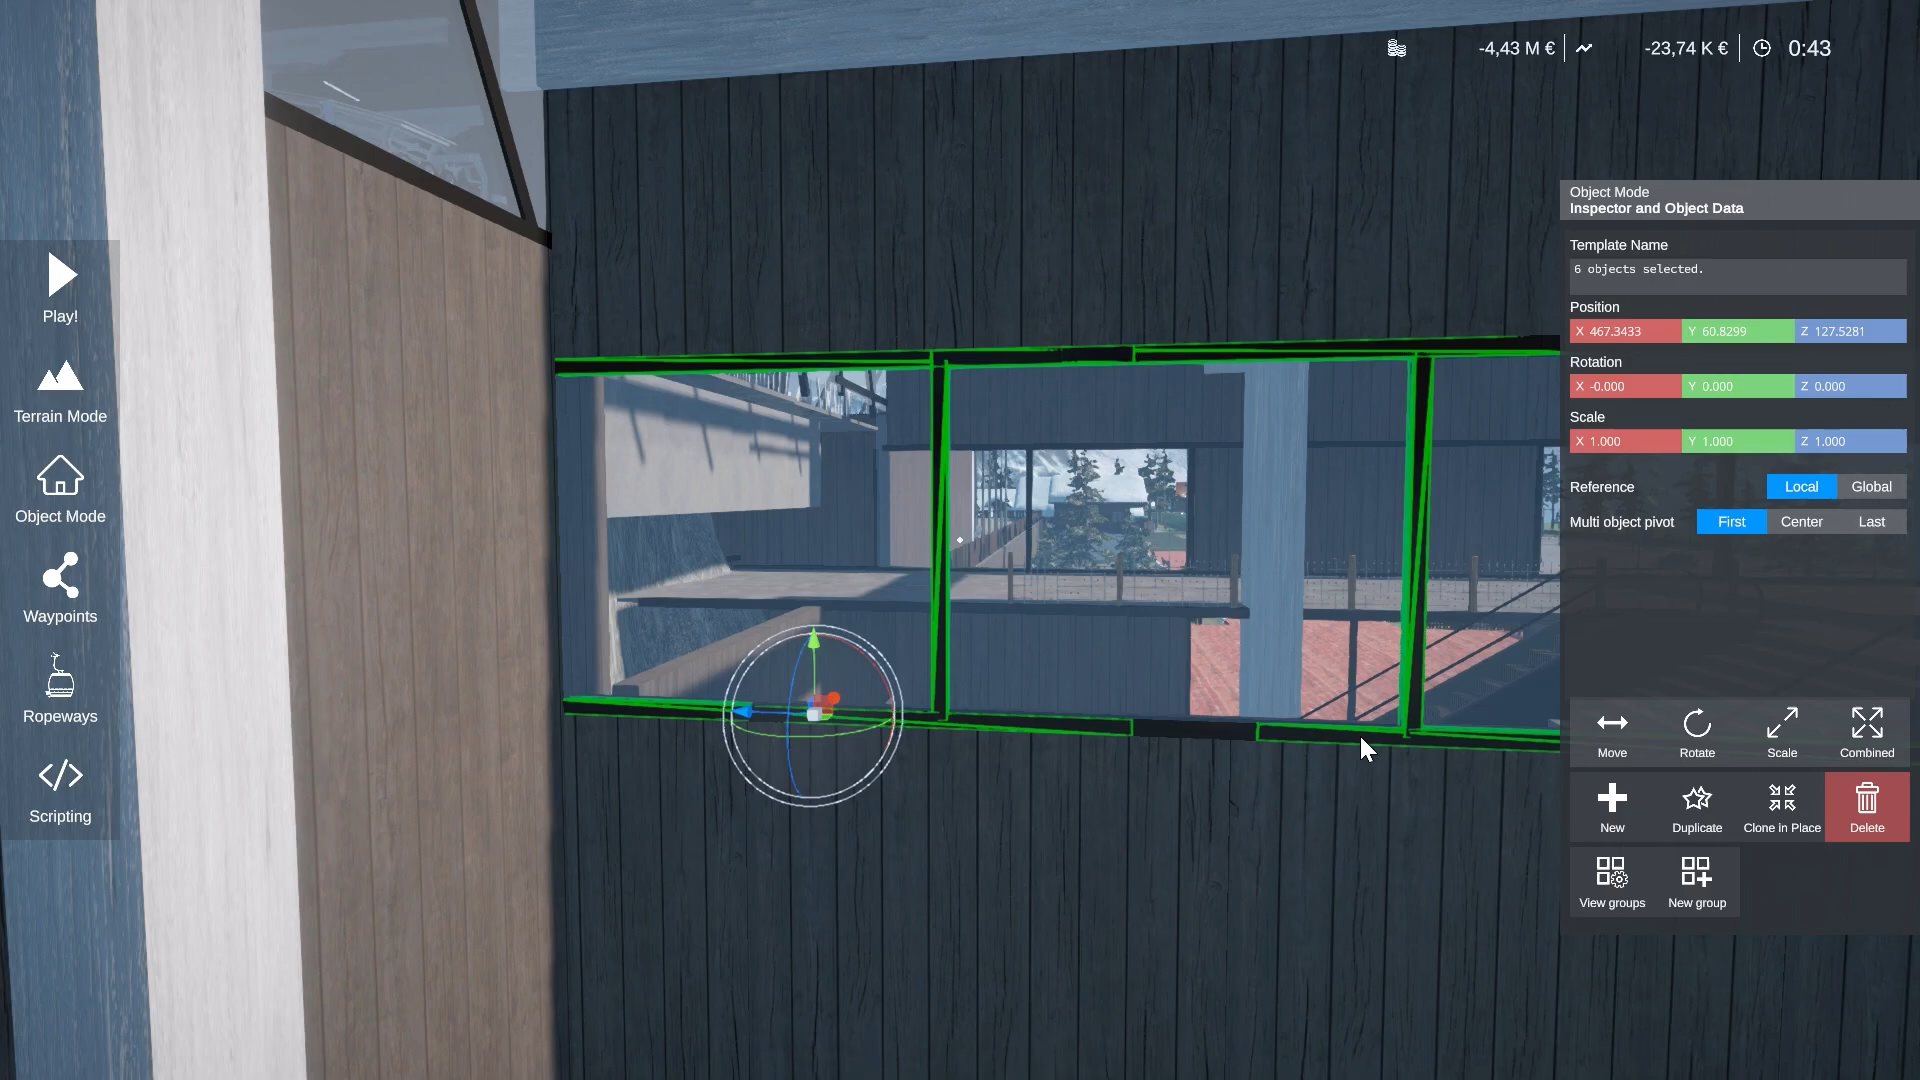 -4,43 M €
-23,74 K €
0:43
Play!
Terrain Mode
Object Mode
Waypoints
Ropeways
Scripting
Object Mode
Inspector and Object Data
Template Name
6 objects selected.
Position
X 467.3433 Y 60.8299 Z 127.5281
Rotation
X -0.000 Y 0.000 Z 0.000
Scale
X 1.000 Y 1.000 Z 1.000
Reference Local Global
Multi object pivot First Center Last
Move Rotate Scale Combined
New Duplicate Clone in Place Delete
View groups New group